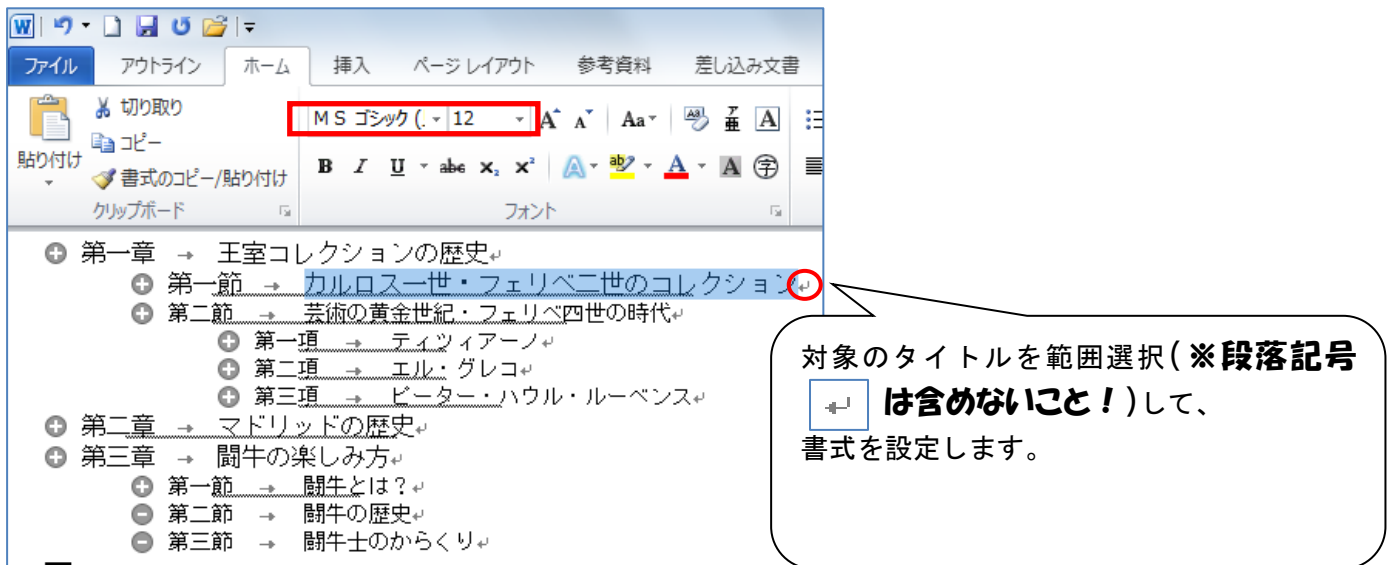 ファイル アウトライン ホーム 挿入 ページ レイアウト 参考資料 差し込み文書
切り取り
コピー
貼り付け
書式のコピー/貼り付け
クリップボード
ＭＳ ゴシック (. 12 A A Aa ア亜 A
B I U abc x₂ x² A ab A A 字
フォント
第一章 → 王室コレクションの歴史↵
第一節 → カルロス一世・フェリペ二世のコレクション↵
第二節 → 芸術の黄金世紀・フェリペ四世の時代↵
第一項 → ティツィアーノ↵
第二項 → エル・グレコ↵
第三項 → ピーター・パウル・ルーベンス↵
第二章 → マドリッドの歴史↵
第三章 → 闘牛の楽しみ方↵
第一節 → 闘牛とは？↵
第二節 → 闘牛の歴史↵
第三節 → 闘牛士のからくり↵
対象のタイトルを範囲選択(※段落記号
↵ は含めないこと！)して、
書式を設定します。